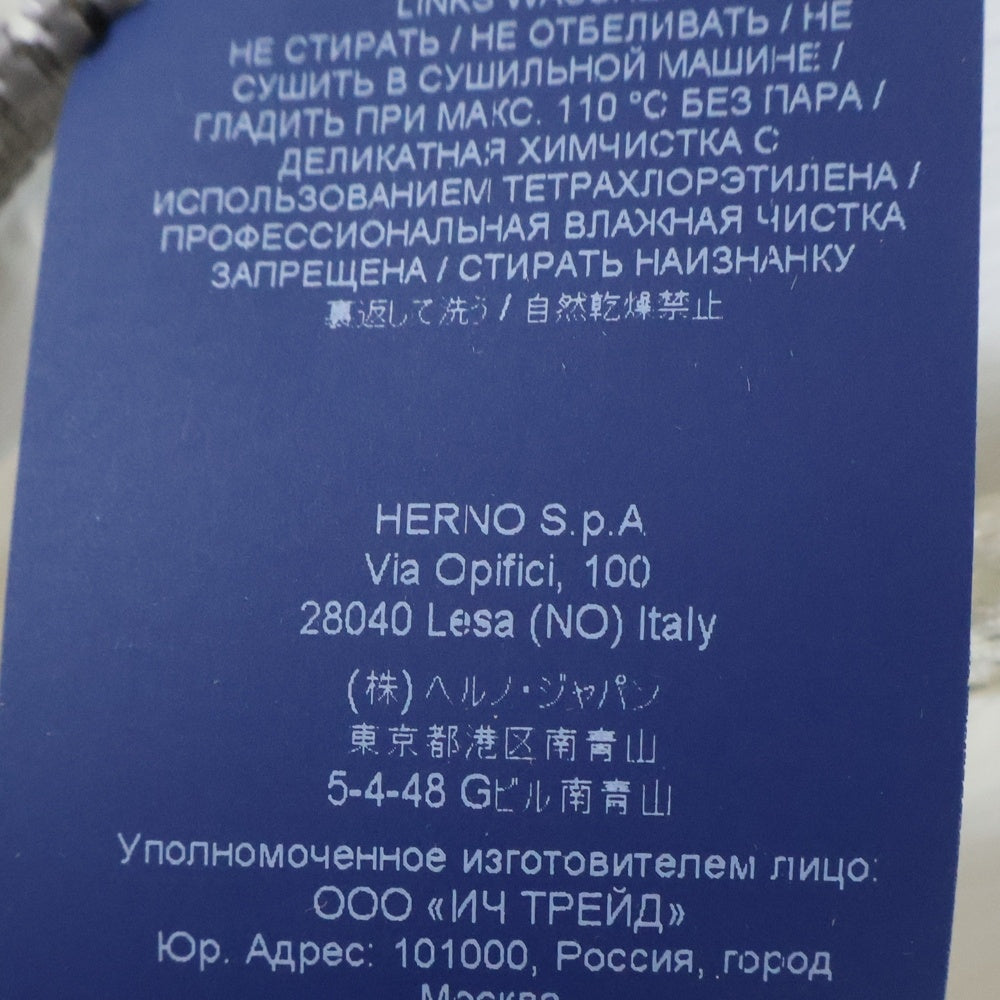 LINKS WASCHEN
НЕ СТИРАТЬ / НЕ ОТБЕЛИВАТЬ / НЕ
СУШИТЬ В СУШИЛЬНОЙ МАШИНЕ /
ГЛАДИТЬ ПРИ МАКС. 110 °C БЕЗ ПАРА /
ДЕЛИКАТНАЯ ХИМЧИСТКА С
ИСПОЛЬЗОВАНИЕМ ТЕТРАХЛОРЭТИЛЕНА /
ПРОФЕССИОНАЛЬНАЯ ВЛАЖНАЯ ЧИСТКА
ЗАПРЕЩЕНА / СТИРАТЬ НАИЗНАНКУ
裏返して洗う / 自然乾燥禁止
HERNO S.p.A
Via Opifici, 100
28040 Lesa (NO) Italy
(株) ヘルノ・ジャパン
東京都港区南青山
5-4-48 Gビル南青山
Уполномоченное изготовителем лицо:
ООО «ИЧ ТРЕЙД»
Юр. Адрес: 101000, Россия, город
Москва